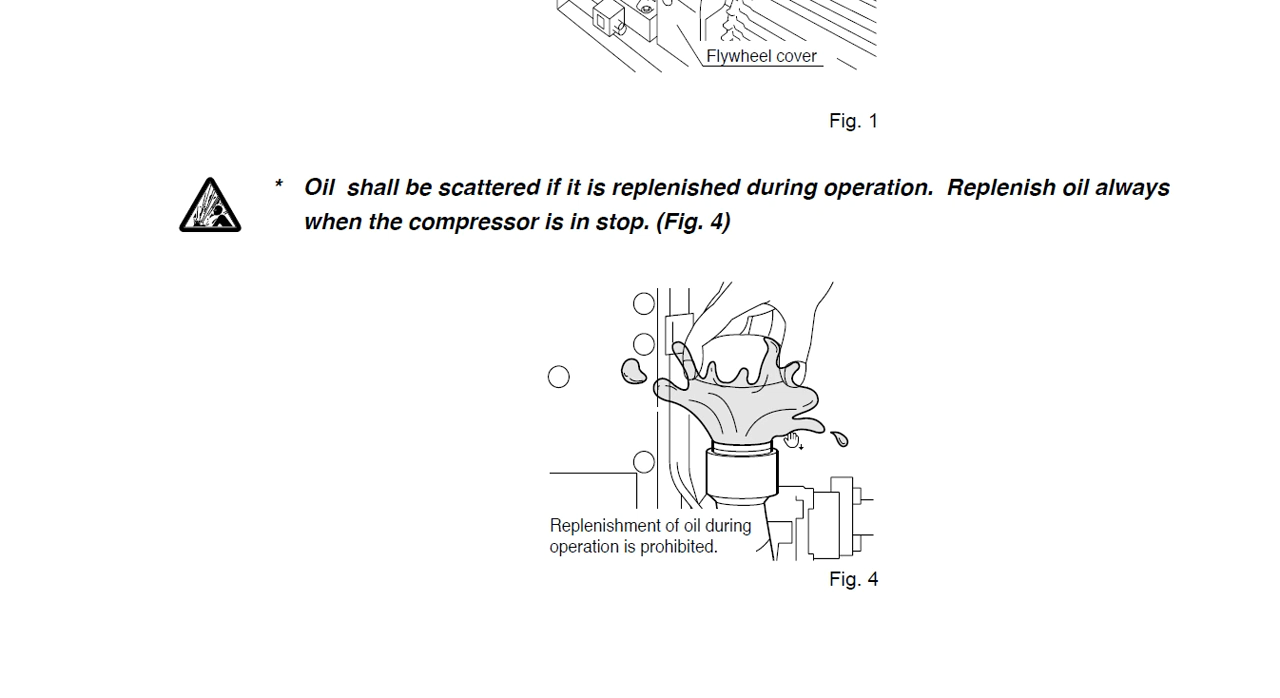 Flywheel cover
Fig. 1
* Oil shall be scattered if it is replenished during operation. Replenish oil always
when the compressor is in stop. (Fig. 4)
Replenishment of oil during
operation is prohibited.
Fig. 4